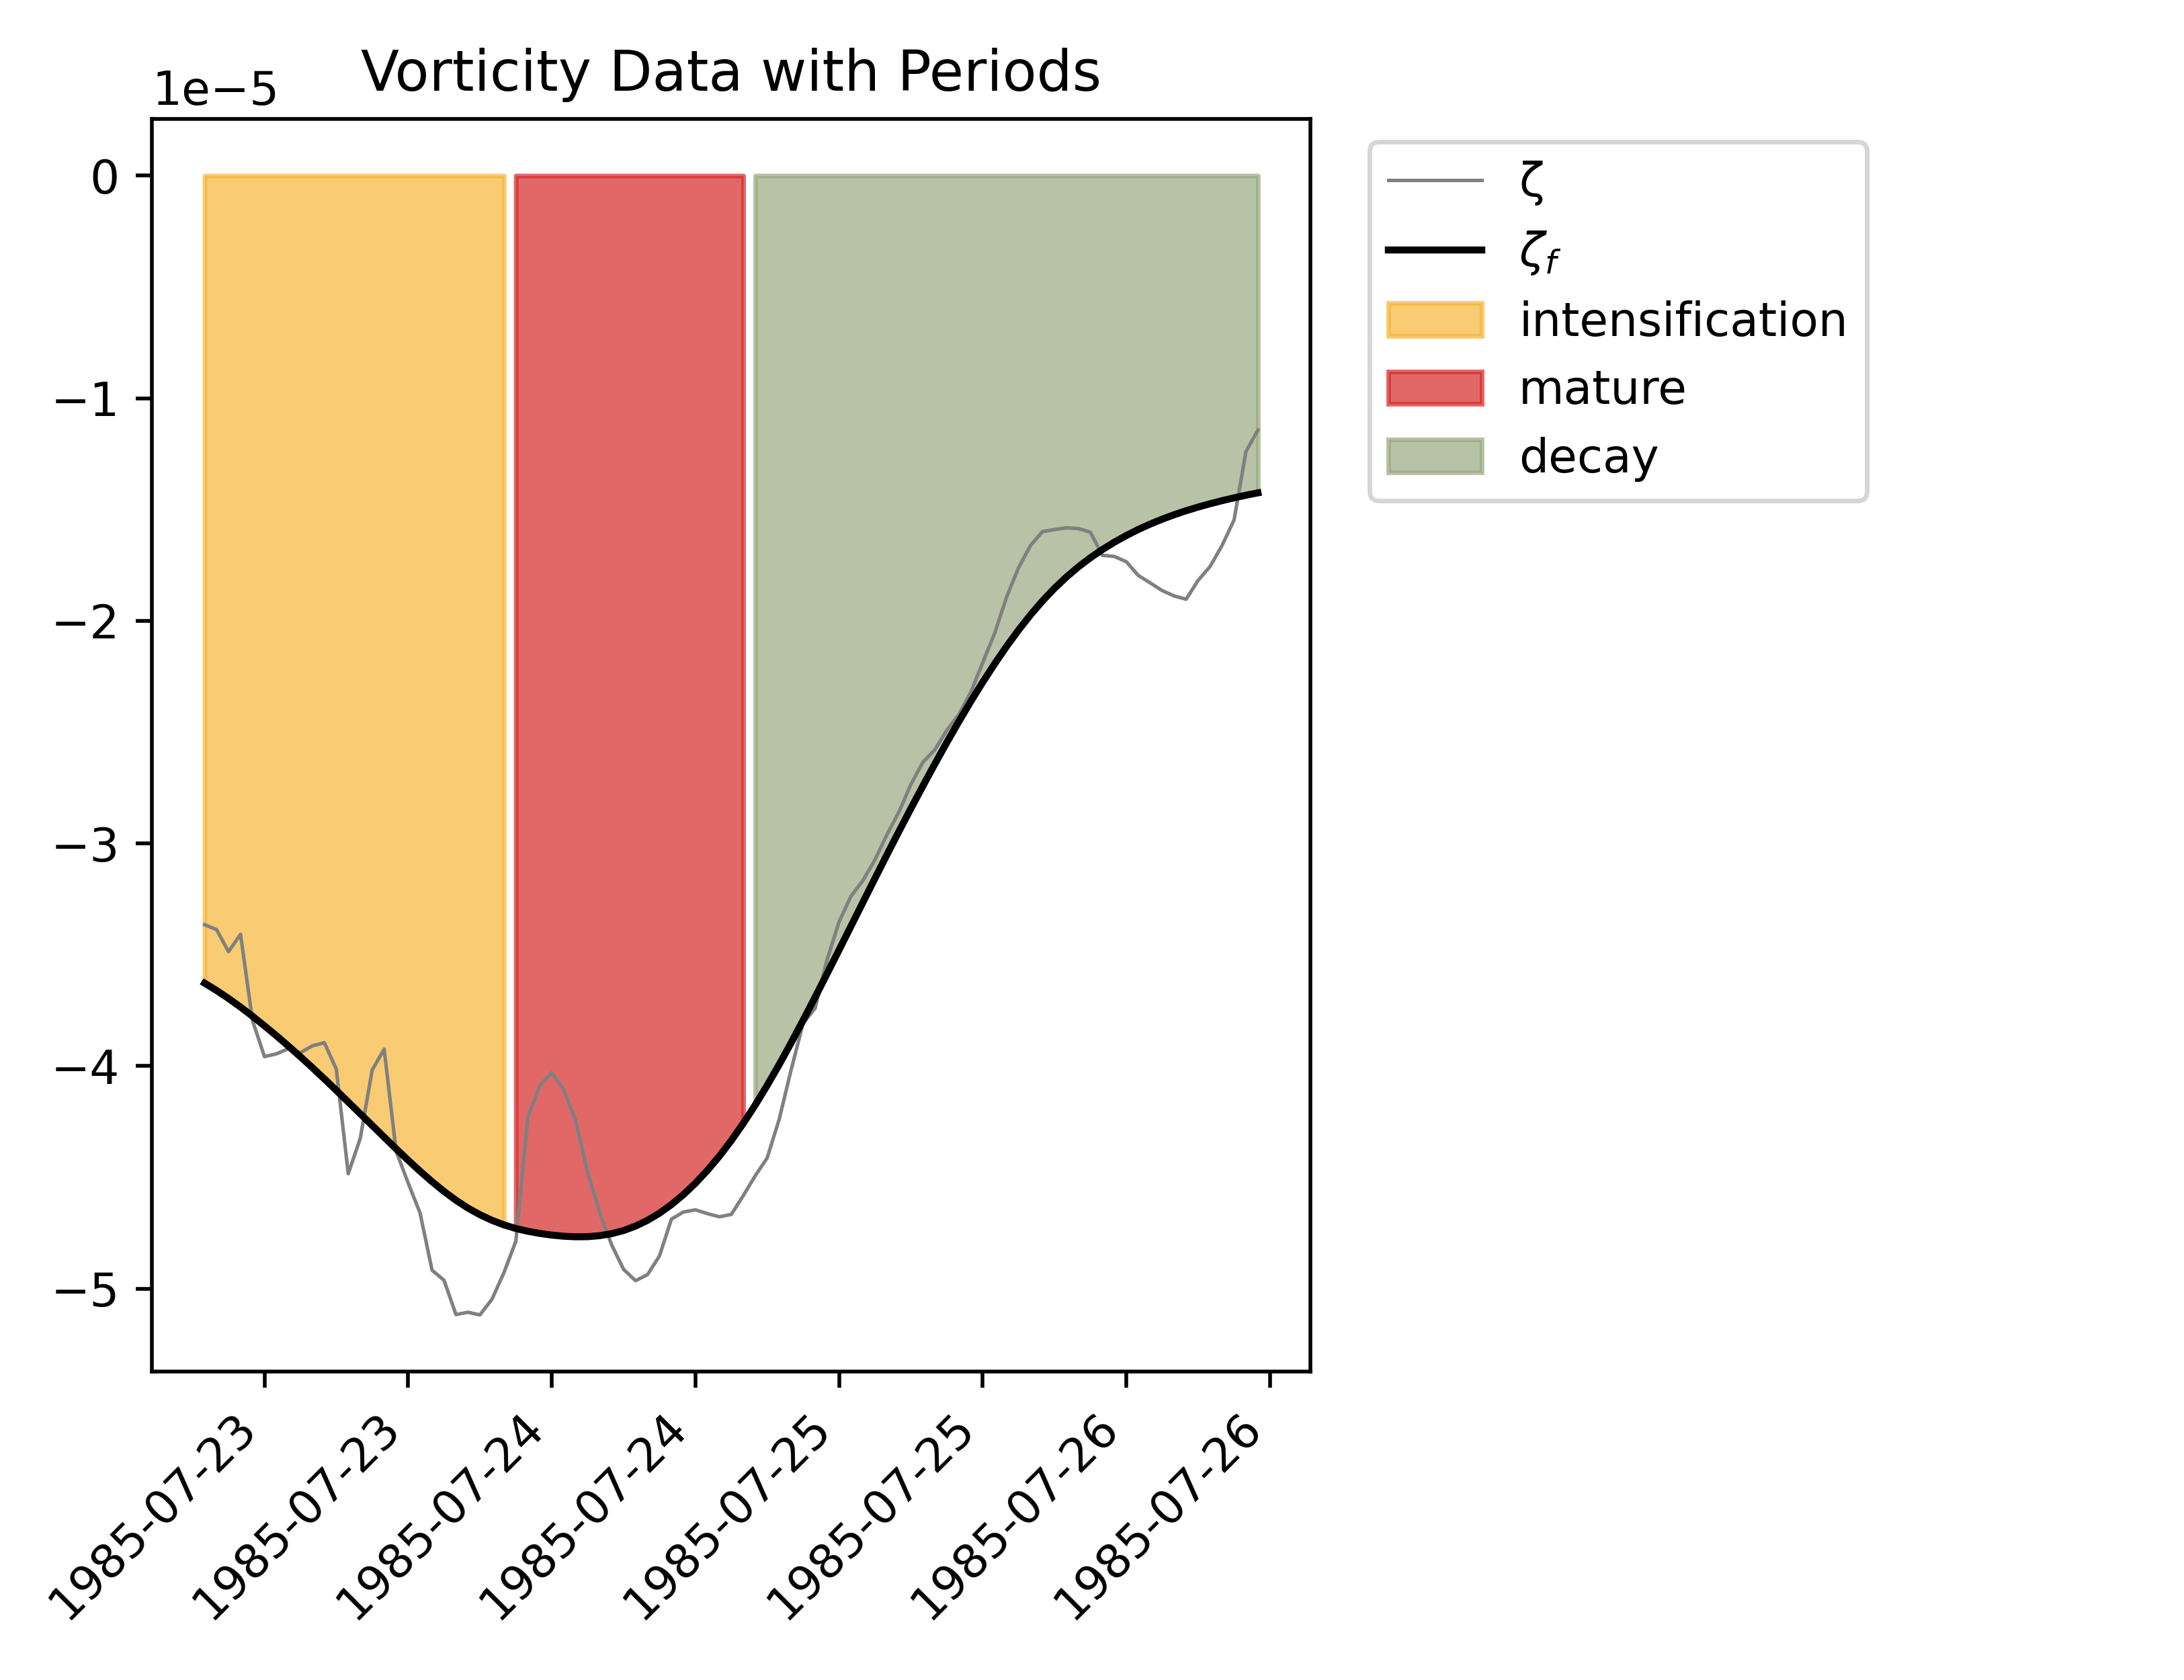 Vorticity Data with Periods
1e−5
0
−1
−2
−3
−4
−5
1985-07-23
1985-07-23
1985-07-24
1985-07-24
1985-07-25
1985-07-25
1985-07-26
1985-07-26
ζ
ζf
intensification
mature
decay